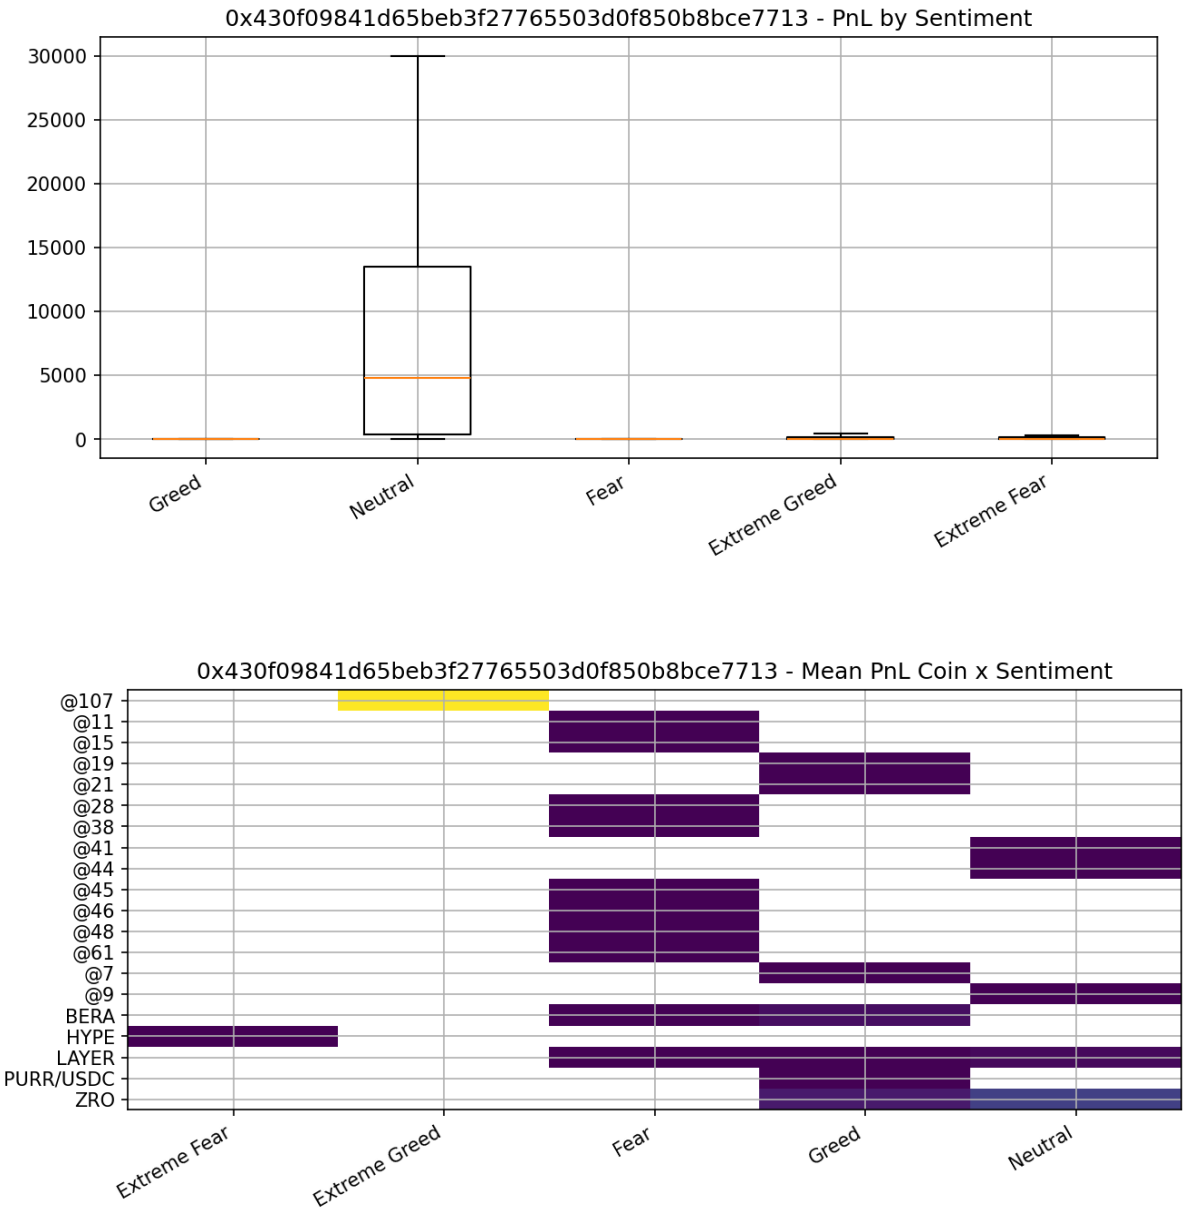 0x430f09841d65beb3f27765503d0f850b8bce7713 - PnL by Sentiment
30000
25000
20000
15000
10000
5000
0
Greed
Neutral
Fear
Extreme Greed
Extreme Fear
0x430f09841d65beb3f27765503d0f850b8bce7713 - Mean PnL Coin x Sentiment
@107
@11
@15
@19
@21
@28
@38
@41
@44
@45
@46
@48
@61
@7
@9
BERA
HYPE
LAYER
PURR/USDC
ZRO
Extreme Fear
Extreme Greed
Fear
Greed
Neutral